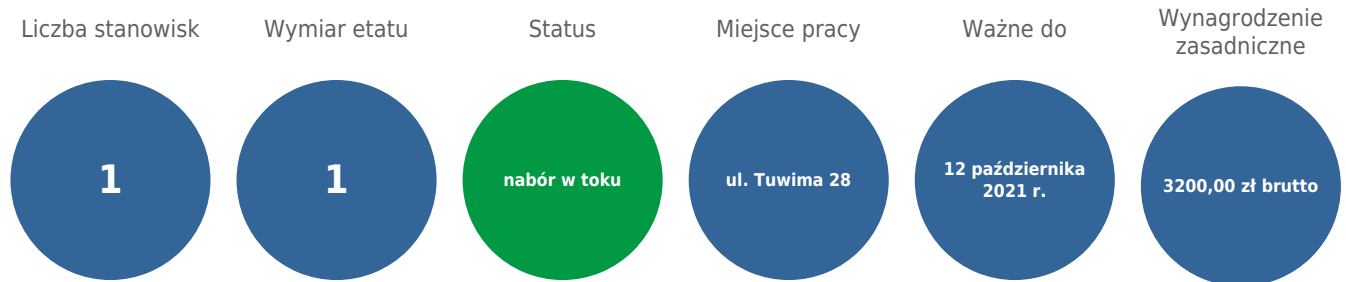 Liczba stanowisk
1
Wymiar etatu
1
Status
nabór w toku
Miejsce pracy
ul. Tuwima 28
Ważne do
12 października
2021 r.
Wynagrodzenie
zasadniczne
3200,00 zł brutto